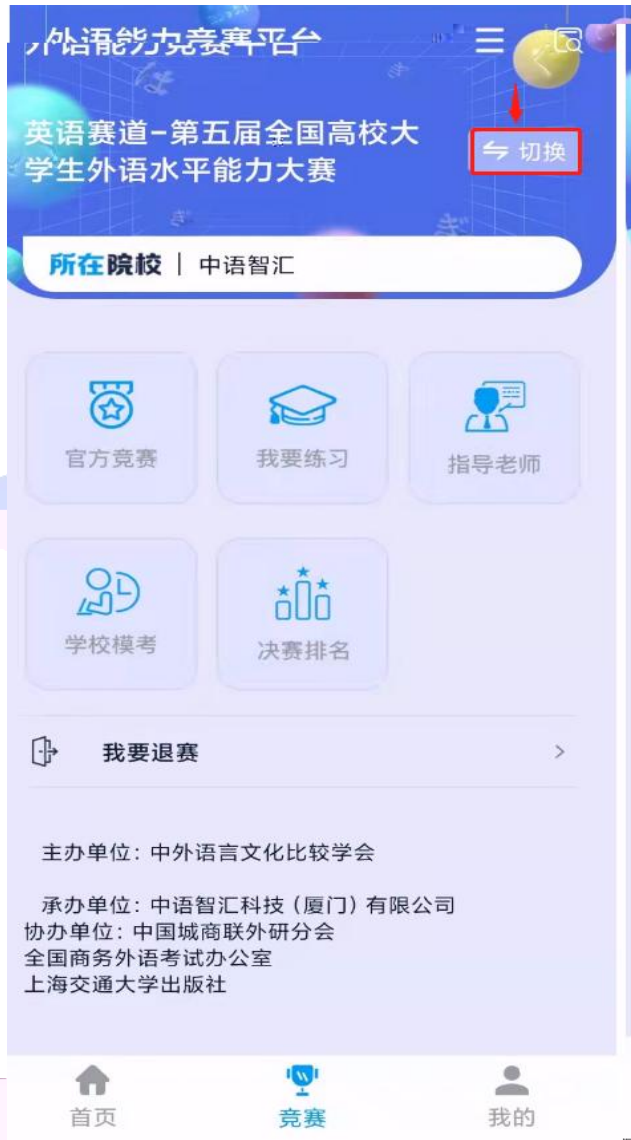 外语能力竞赛平台
英语赛道-第五届全国高校大
学生外语水平能力大赛
切换
所在院校 | 中语智汇
官方竞赛
我要练习
指导老师
学校模考
决赛排名
我要退赛
主办单位：中外语言文化比较学会
承办单位：中语智汇科技（厦门）有限公司
协办单位：中国城商联外研分会
全国商务外语考试办公室
上海交通大学出版社
首页
竞赛
我的